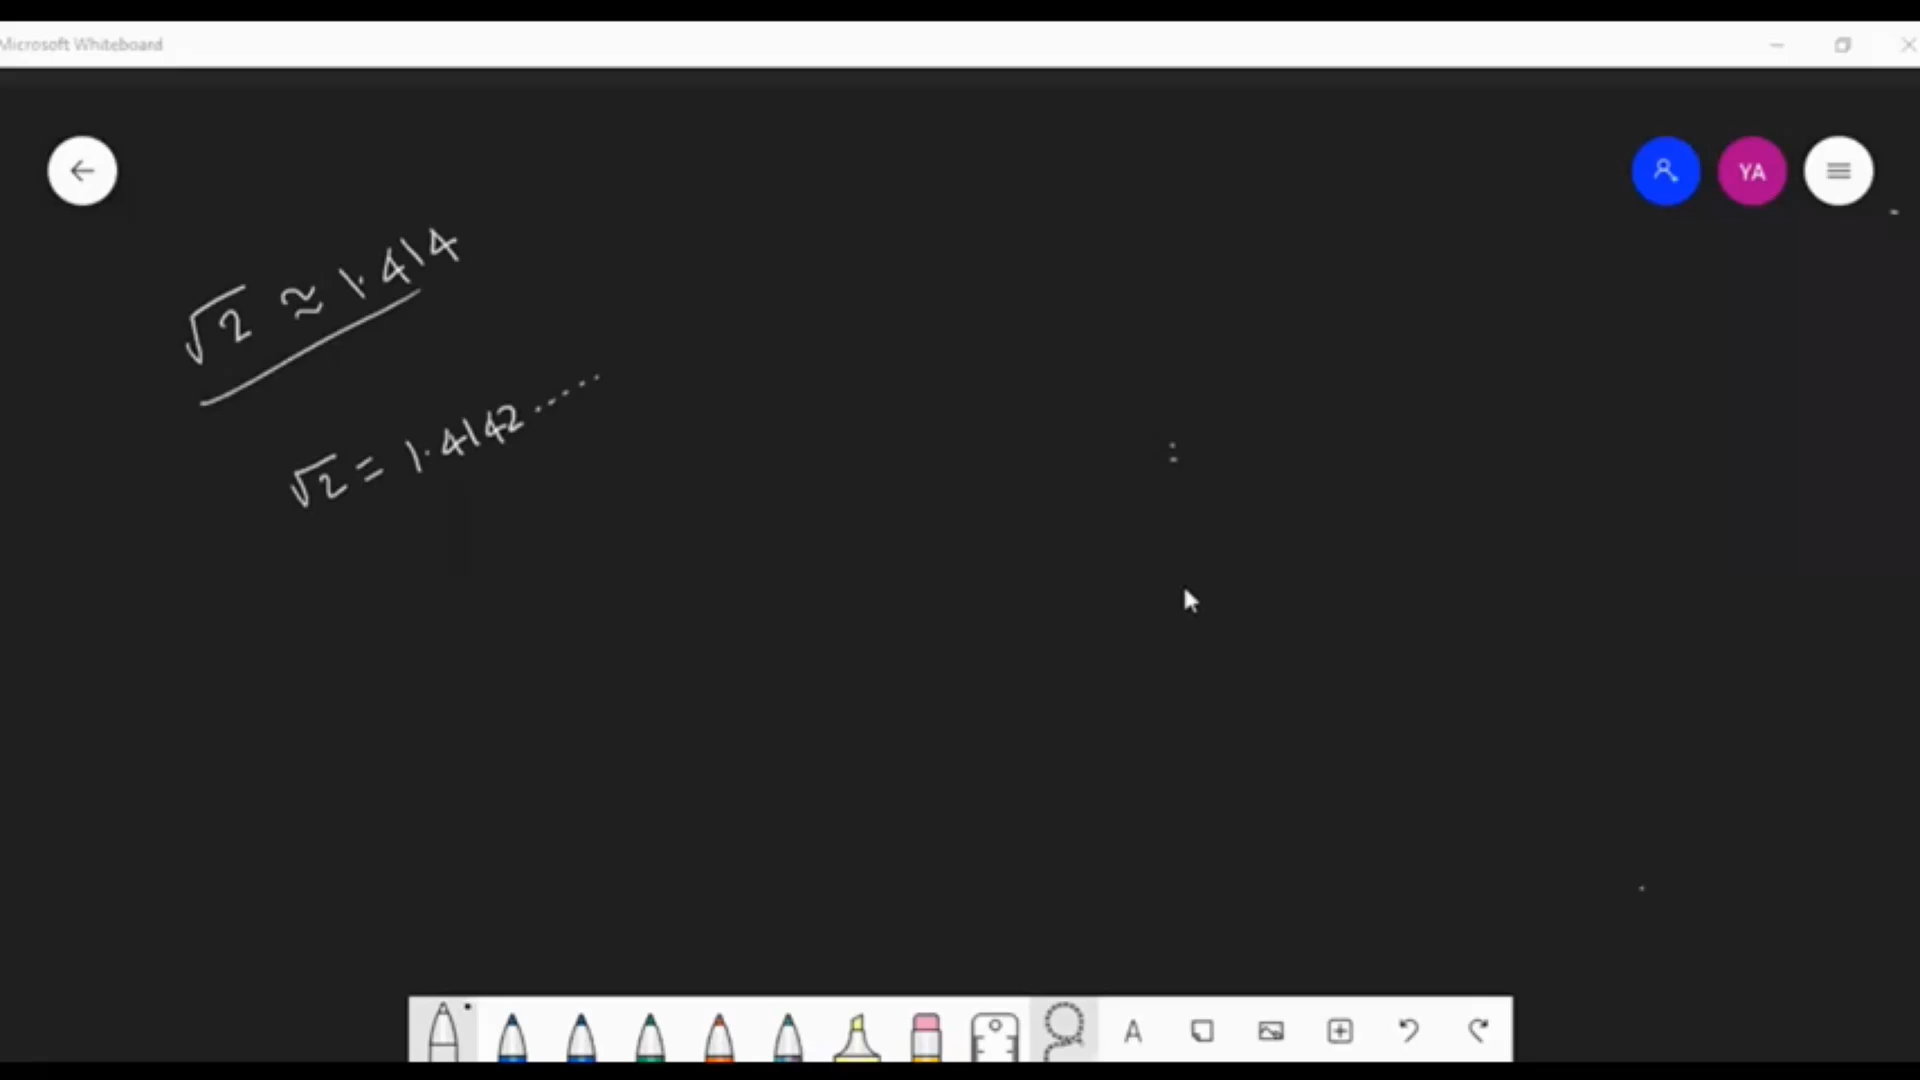 Microsoft Whiteboard
YA
√2 ≈ 1.414
√2 = 1.4142......
A